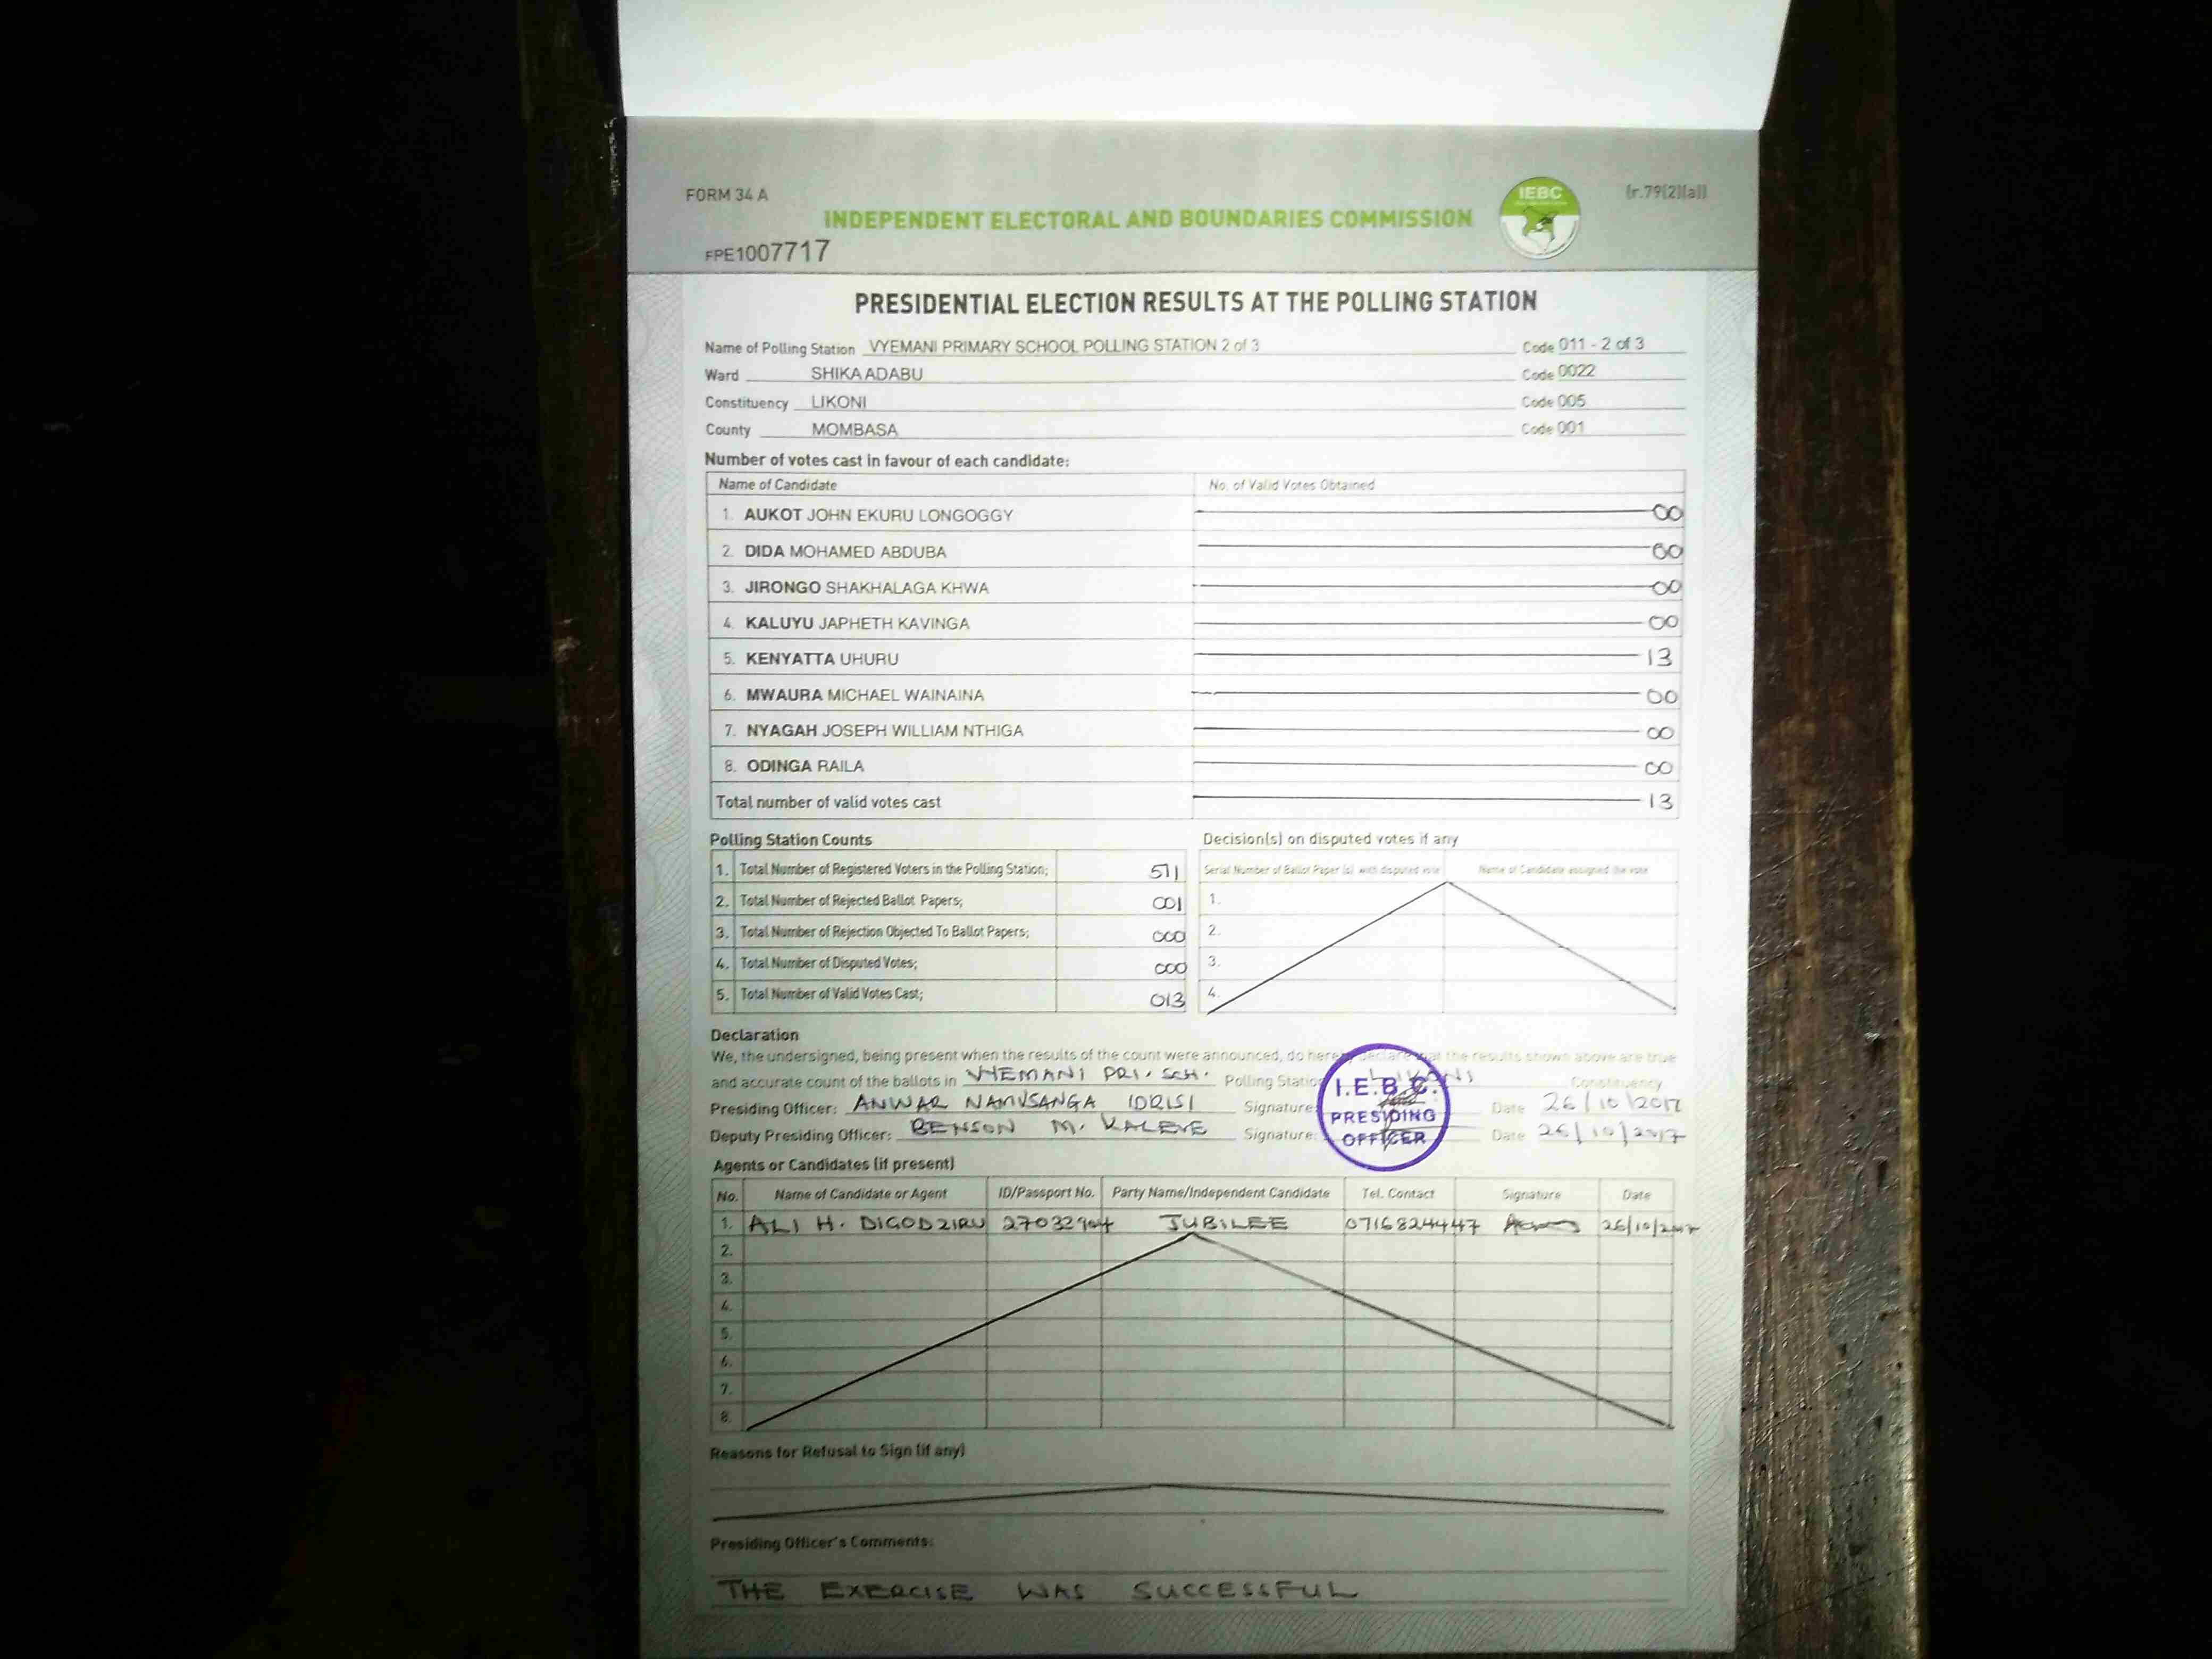 FORM 34 A
IEBC
(r.79(2)(a))
INDEPENDENT ELECTORAL AND BOUNDARIES COMMISSION
FPE1007717
PRESIDENTIAL ELECTION RESULTS AT THE POLLING STATION
Name of Polling Station VYEMANI PRIMARY SCHOOL POLLING STATION 2 of 3 Code 011 - 2 of 3
Ward SHIKA ADABU Code 0022
Constituency LIKONI Code 005
County MOMBASA Code 001
Number of votes cast in favour of each candidate:
Name of Candidate No. of Valid Votes Obtained
1. AUKOT JOHN EKURU LONGOGGY 00
2. DIDA MOHAMED ABDUBA 00
3. JIRONGO SHAKHALAGA KHWA 00
4. KALUYU JAPHETH KAVINGA 00
5. KENYATTA UHURU 13
6. MWAURA MICHAEL WAINAINA 00
7. NYAGAH JOSEPH WILLIAM NTHIGA 00
8. ODINGA RAILA 00
Total number of valid votes cast 13
Polling Station Counts Decision(s) on disputed votes if any
1. Total Number of Registered Voters in the Polling Station; 511 Serial Number of Ballot Paper (s) with disputed vote Name of Candidate assigned the vote
2. Total Number of Rejected Ballot Papers; 001 1.
3. Total Number of Rejection Objected To Ballot Papers; 000 2.
4. Total Number of Disputed Votes; 000 3.
5. Total Number of Valid Votes Cast; 013 4.
Declaration
We, the undersigned, being present when the results of the count were announced, do hereby declare that the results shown above are true
and accurate count of the ballots in VYEMANI PRI. SCH. Polling Station LIKONI Constituency
Presiding Officer: ANWAR NAMUSANGA IDRISI Signature: Date 26/10/2017
Deputy Presiding Officer: BENSON M. Signature: Date 26/10/2017
I.E.B.C.
PRESIDING
OFFICER
Agents or Candidates (if present)
No. Name of Candidate or Agent ID/Passport No. Party Name/Independent Candidate Tel. Contact Signature Date
1. ALI H. DIGODZIRU 27032904 JUBILEE 0716824447 26/10/2017
2.
3.
4.
5.
6.
7.
8.
Reasons for Refusal to Sign (if any)
Presiding Officer's Comments:
THE EXERCISE WAS SUCCESSFUL